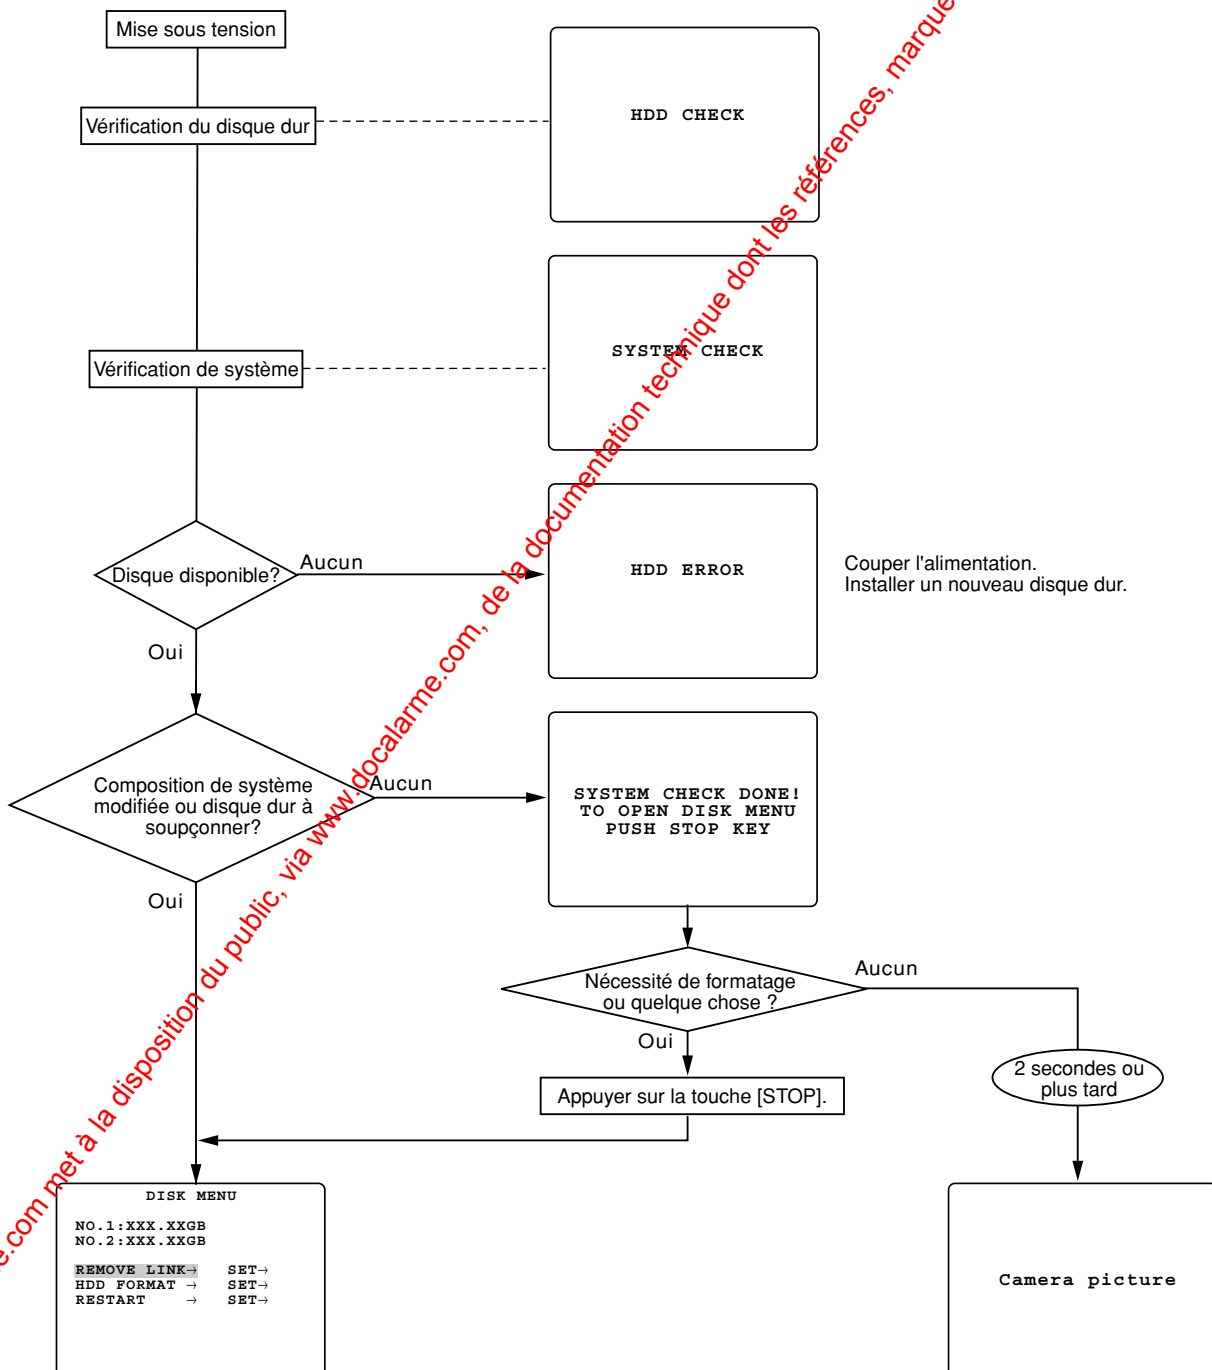 Mise sous tension
Vérification du disque dur
HDD CHECK
Vérification de système
SYSTEM CHECK
Disque disponible?
Aucun
HDD ERROR
Couper l'alimentation.
Installer un nouveau disque dur.
Oui
Composition de système
modifiée ou disque dur à
soupçonner?
Aucun
SYSTEM CHECK DONE!
TO OPEN DISK MENU
PUSH STOP KEY
Oui
Nécessité de formatage
ou quelque chose ?
Aucun
Oui
Appuyer sur la touche [STOP].
2 secondes ou
plus tard
DISK MENU
NO.1:XXX.XXGB
NO.2:XXX.XXGB
REMOVE LINK→ SET→
HDD FORMAT → SET→
RESTART → SET→
Camera picture
e.com met à la disposition du public, via www.docalarme.com, de la documentation technique dont les références, marque